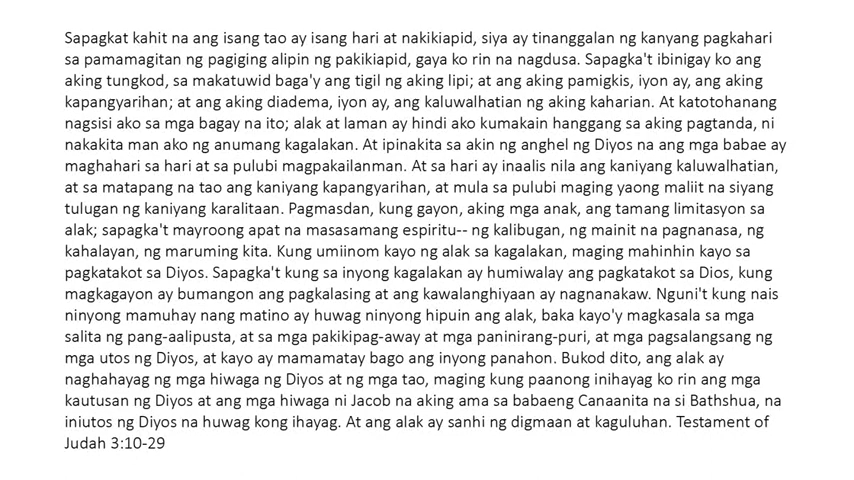 Sapagkat kahit na ang isang tao ay isang hari at nakikiapid, siya ay tinanggalan ng kanyang pagkahari
sa pamamagitan ng pagiging alipin ng pakikiapid, gaya ko rin na nagdusa. Sapagka't ibinigay ko ang
aking tungkod, sa makatuwid baga'y ang tigil ng aking lipi; at ang aking pamigkis, iyon ay, ang aking
kapangyarihan; at ang aking diadema, iyon ay, ang kaluwalhatian ng aking kaharian. At katotohanang
nagsisi ako sa mga bagay na ito; alak at laman ay hindi ako kumakain hanggang sa aking pagtanda, ni
nakakita man ako ng anumang kagalakan. At ipinakita sa akin ng anghel ng Diyos na ang mga babae ay
maghahari sa hari at sa pulubi magpakailanman. At sa hari ay inaalis nila ang kaniyang kaluwalhatian,
at sa matapang na tao ang kaniyang kapangyarihan, at mula sa pulubi maging yaong maliit na siyang
tulugan ng kaniyang karalitaan. Pagmasdan, kung gayon, aking mga anak, ang tamang limitasyon sa
alak; sapagka't mayroong apat na masasamang espiritu-- ng kalibugan, ng mainit na pagnanasa, ng
kahalayan, ng maruming kita. Kung umiinom kayo ng alak sa kagalakan, maging mahinhin kayo sa
pagkatakot sa Diyos. Sapagka't kung sa inyong kagalakan ay humiwalay ang pagkatakot sa Dios, kung
magkagayon ay bumangon ang pagkalasing at ang kawalanghiyaan ay nagnanakaw. Nguni't kung nais
ninyong mamuhay nang matino ay huwag ninyong hipuin ang alak, baka kayo'y magkasala sa mga
salita ng pang-aalipusta, at sa mga pakikipag-away at mga paninirang-puri, at mga pagsalangsang ng
mga utos ng Diyos, at kayo ay mamamatay bago ang inyong panahon. Bukod dito, ang alak ay
naghahayag ng mga hiwaga ng Diyos at ng mga tao, maging kung paanong inihayag ko rin ang mga
kautusan ng Diyos at ang mga hiwaga ni Jacob na aking ama sa babaeng Canaanita na si Bathshua, na
iniutos ng Diyos na huwag kong ihayag. At ang alak ay sanhi ng digmaan at kaguluhan. Testament of
Judah 3:10-29